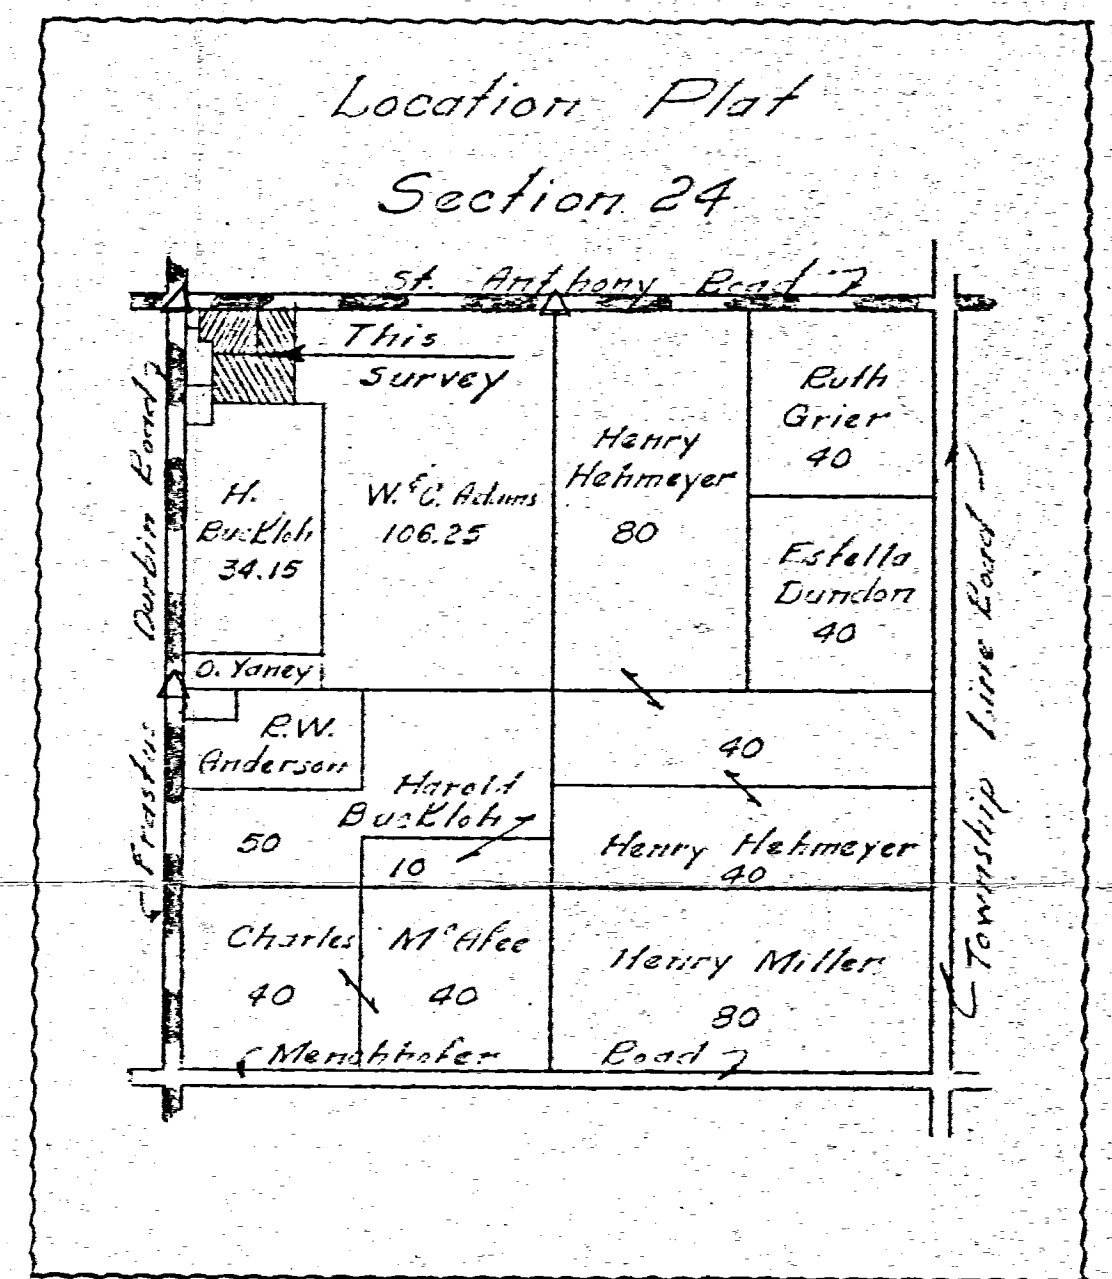 Location Plat
Section 24
St. Anthony Road
This
Survey
Ruth
Grier
40
Henry
Hehmeyer
80
H.
Buckloh
34.15
W. & C. Adams
106.25
Estella
Dundon
40
O. Yaney
R.W.
Anderson
40
Harold
Buckloh
50
10
Henry Hehmeyer
40
Charles McAfee
40
40
Henry Miller
80
Menchhofer Road
Erastus Durbin Road
Township Line Road